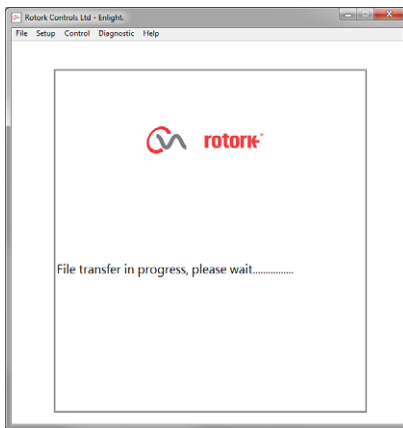 Rotork Controls Ltd - Enlight.
File Setup Control Diagnostic Help
rotork
File transfer in progress, please wait................